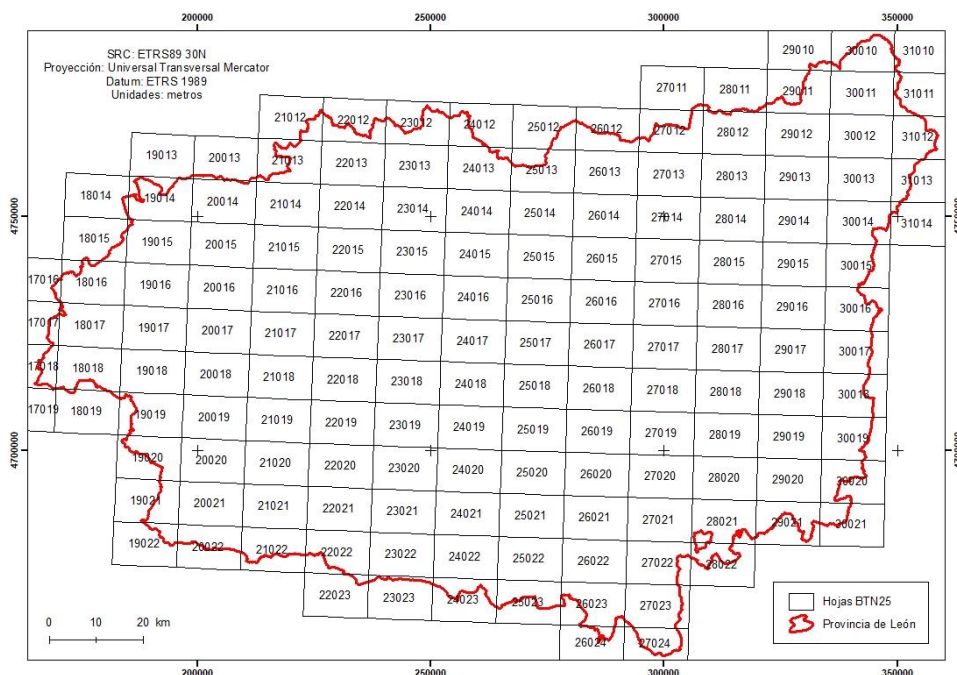 200000 250000 300000 350000
SRC: ETRS89 30N
Proyección: Universal Transversal Mercator
Datum: ETRS 1989
Unidades: metros
29010 30010 31010
27011 28011 29011 30011 31011
21012 22012 23012 24012 25012 26012 27012 28012 29012 30012 31012
19013 20013 21013 22013 23013 24013 25013 26013 27013 28013 29013 30013 31013
18014 19014 20014 21014 22014 23014 24014 25014 26014 27014 28014 29014 30014 31014
4750000 4750000
18015 19015 20015 21015 22015 23015 24015 25015 26015 27015 28015 29015 30015
17016 18016 19016 20016 21016 22016 23016 24016 25016 26016 27016 28016 29016 30016
17017 18017 19017 20017 21017 22017 23017 24017 25017 26017 27017 28017 29017 30017
17018 18018 19018 20018 21018 22018 23018 24018 25018 26018 27018 28018 29018 30018
17019 18019 19019 20019 21019 22019 23019 24019 25019 26019 27019 28019 29019 30019
4700000 4700000
19020 20020 21020 22020 23020 24020 25020 26020 27020 28020 29020 30020
19021 20021 21021 22021 23021 24021 25021 26021 27021 28021 29021 30021
19022 20022 21022 22022 23022 24022 25022 26022 27022 28022
22023 23023 24023 25023 26023 27023
26024 27024
0 10 20 km
Hojas BTN25
Provincia de León
200000 250000 300000 350000